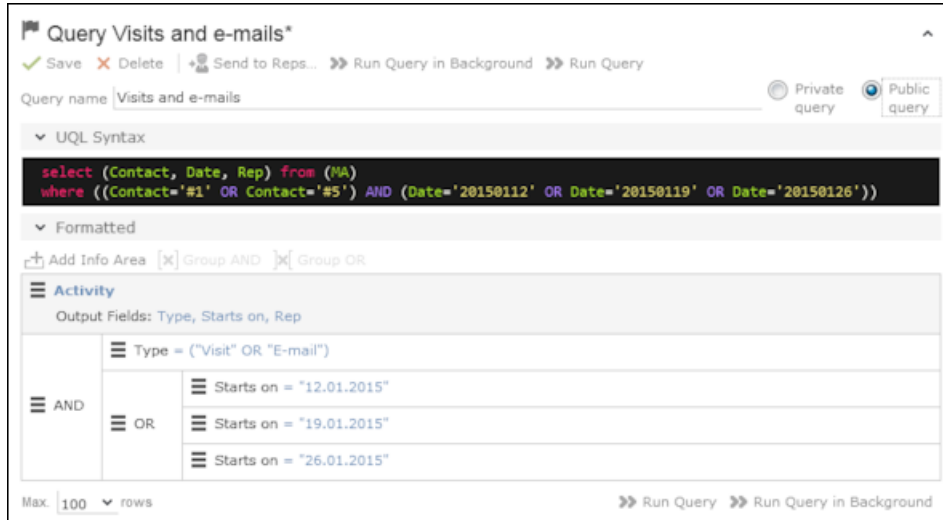 Query Visits and e-mails*
Save Delete Send to Reps... Run Query in Background Run Query
Query name Visits and e-mails Private query Public query
UQL Syntax
select (Contact, Date, Rep) from (MA)
where ((Contact='#1' OR Contact='#5') AND (Date='20150112' OR Date='20150119' OR Date='20150126'))
Formatted
Add Info Area Group AND Group OR
Activity
Output Fields: Type, Starts on, Rep
AND
Type = ("Visit" OR "E-mail")
OR
Starts on = "12.01.2015"
Starts on = "19.01.2015"
Starts on = "26.01.2015"
Max. 100 rows Run Query Run Query in Background